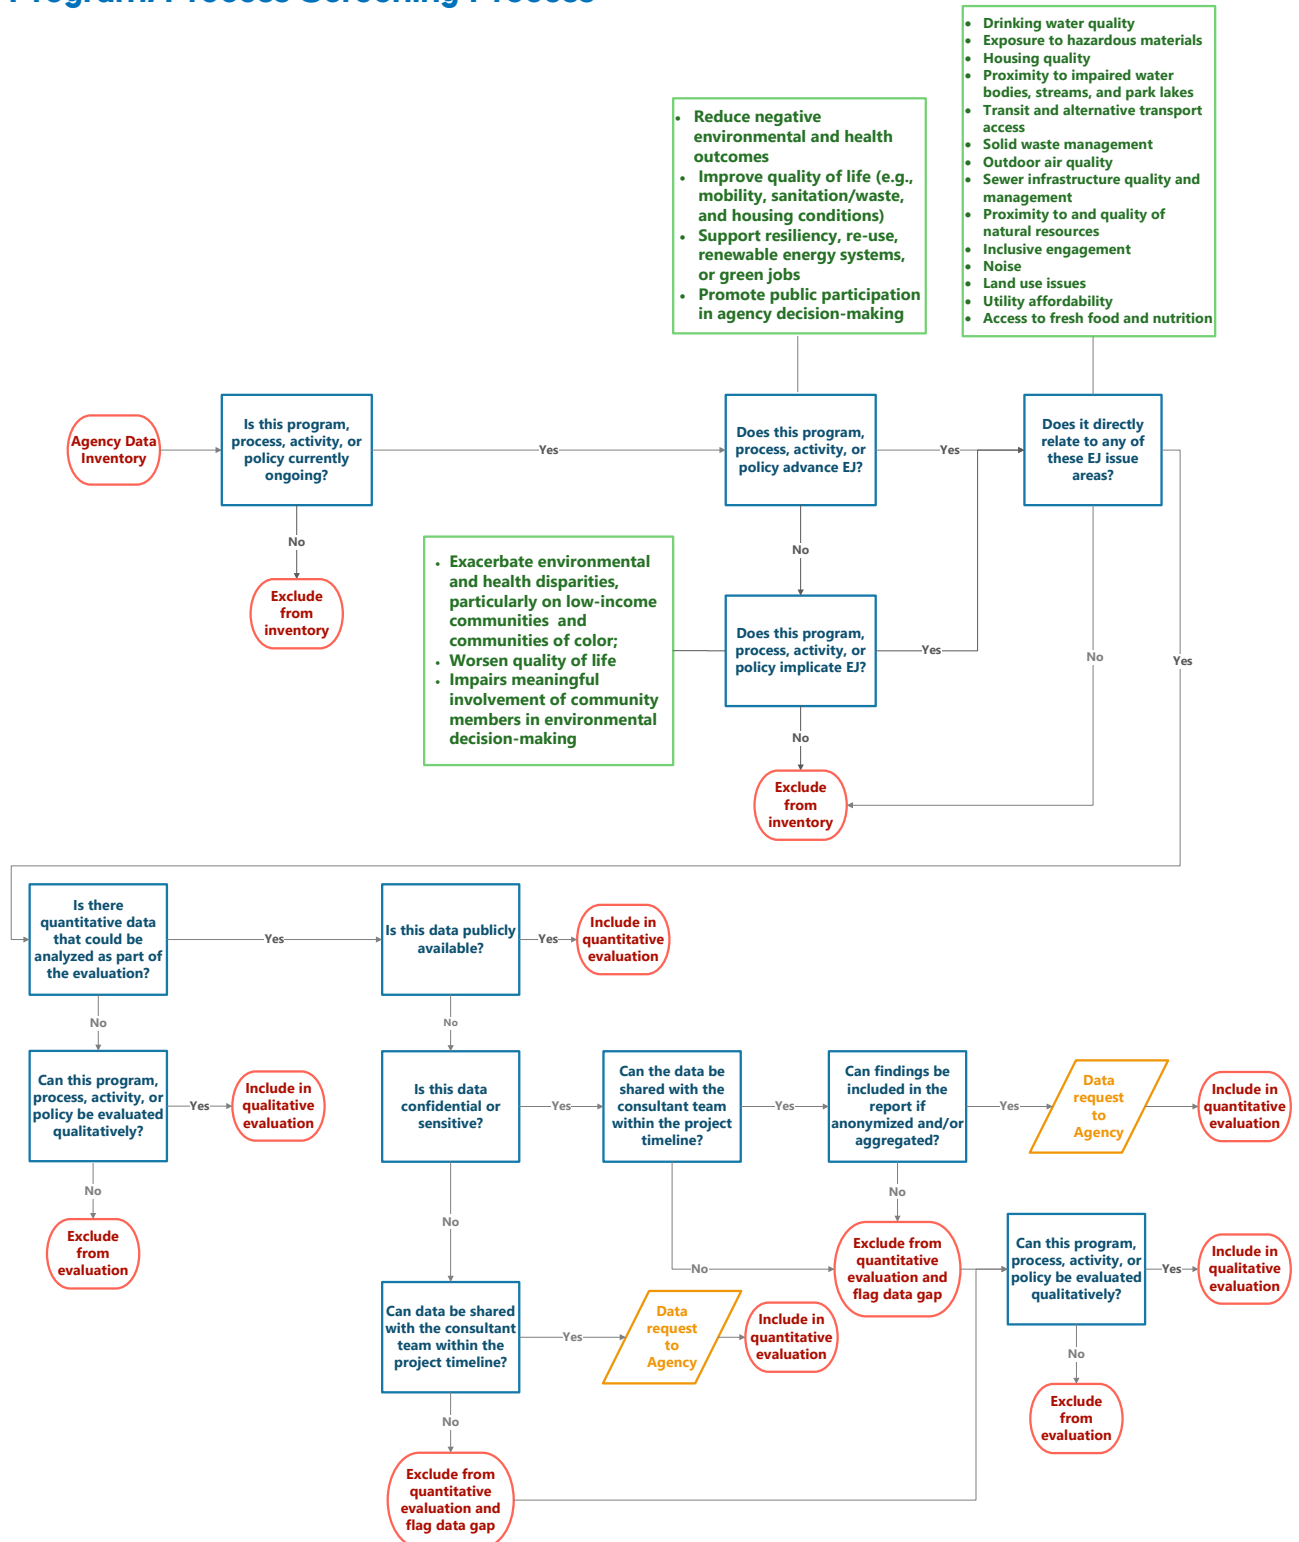 Program/Process Screening Process
• Drinking water quality
• Exposure to hazardous materials
• Housing quality
• Proximity to impaired water
bodies, streams, and park lakes
• Transit and alternative transport
access
• Solid waste management
• Outdoor air quality
• Sewer infrastructure quality and
management
• Proximity to and quality of
natural resources
• Inclusive engagement
• Noise
• Land use issues
• Utility affordability
• Access to fresh food and nutrition
• Reduce negative
environmental and health
outcomes
• Improve quality of life (e.g.,
mobility, sanitation/waste,
and housing conditions)
• Support resiliency, re-use,
renewable energy systems,
or green jobs
• Promote public participation
in agency decision-making
Agency Data
Inventory
Is this program,
process, activity, or
policy currently
ongoing?
Yes
Does this program,
process, activity, or
policy advance EJ?
Yes
Does it directly
relate to any of
these EJ issue
areas?
No
Exclude
from
inventory
No
• Exacerbate environmental
and health disparities,
particularly on low-income
communities and
communities of color;
• Worsen quality of life
• Impairs meaningful
involvement of community
members in environmental
decision-making
Does this program,
process, activity, or
policy implicate EJ?
Yes
No
Yes
No
Exclude
from
inventory
Is there
quantitative data
that could be
analyzed as part of
the evaluation?
Yes
Is this data publicly
available?
Yes
Include in
quantitative
evaluation
No
No
Can this program,
process, activity, or
policy be evaluated
qualitatively?
Yes
Include in
qualitative
evaluation
Is this data
confidential or
sensitive?
Yes
Can the data be
shared with the
consultant team
within the project
timeline?
Yes
Can findings be
included in the
report if
anonymized and/or
aggregated?
Yes
Data
request
to
Agency
Include in
quantitative
evaluation
No
Exclude
from
evaluation
No
No
No
Exclude from
quantitative
evaluation and
flag data gap
Can this program,
process, activity, or
policy be evaluated
qualitatively?
Yes
Include in
qualitative
evaluation
Can data be shared
with the consultant
team within the
project timeline?
Yes
Data
request
to
Agency
Include in
quantitative
evaluation
No
Exclude
from
evaluation
No
Exclude from
quantitative
evaluation and
flag data gap